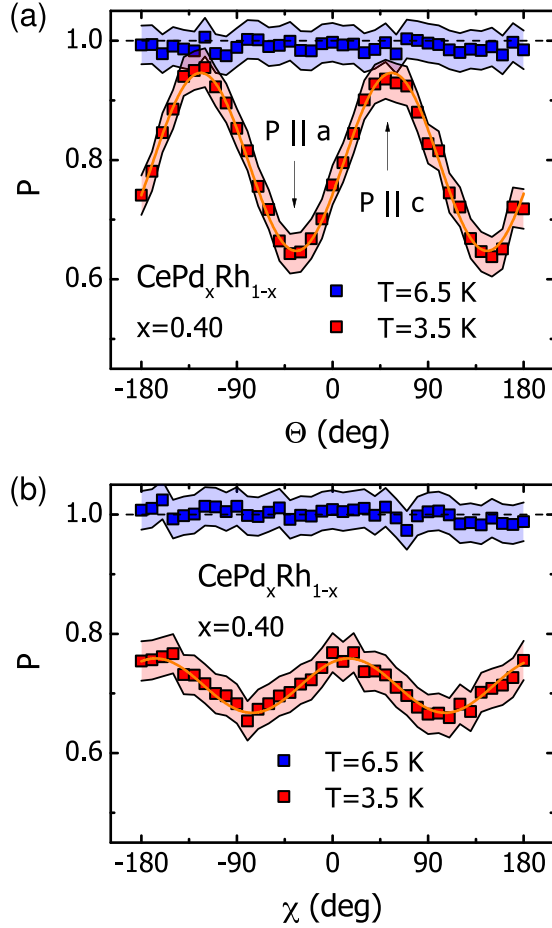 (a)
1.0
0.8
0.6
P
P || a
P || c
CePdₓRh₁₋ₓ
x=0.40
T=6.5 K
T=3.5 K
-180 -90 0 90 180
Θ (deg)
(b)
1.0
0.8
0.6
P
CePdₓRh₁₋ₓ
x=0.40
T=6.5 K
T=3.5 K
-180 -90 0 90 180
χ (deg)